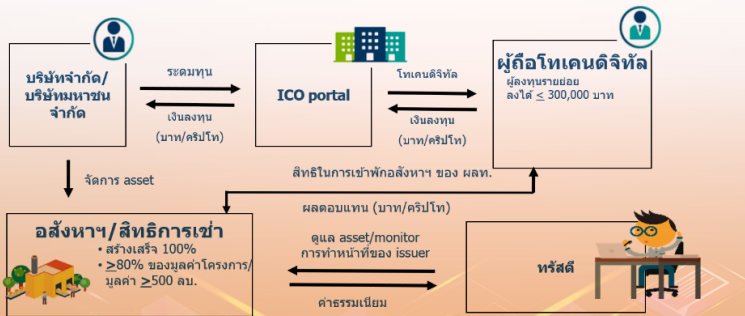 บริษัทจำกัด/
บริษัทมหาชน
จำกัด
ระดมทุน
เงินลงทุน
(บาท/คริปโท)
ICO portal
โทเคนดิจิทัล
เงินลงทุน
(บาท/คริปโท)
ผู้ถือโทเคนดิจิทัล
ผู้ลงทุนรายย่อย
ลงได้ ≤ 300,000 บาท
จัดการ asset
สิทธิในการเข้าพักอสังหาฯ ของ ผลท.
ผลตอบแทน (บาท/คริปโท)
อสังหาฯ/สิทธิการเช่า
• สร้างเสร็จ 100%
• ≥80% ของมูลค่าโครงการ/
มูลค่า ≥500 ลบ.
ดูแล asset/monitor
การทำหน้าที่ของ issuer
ค่าธรรมเนียม
ทรัสตี